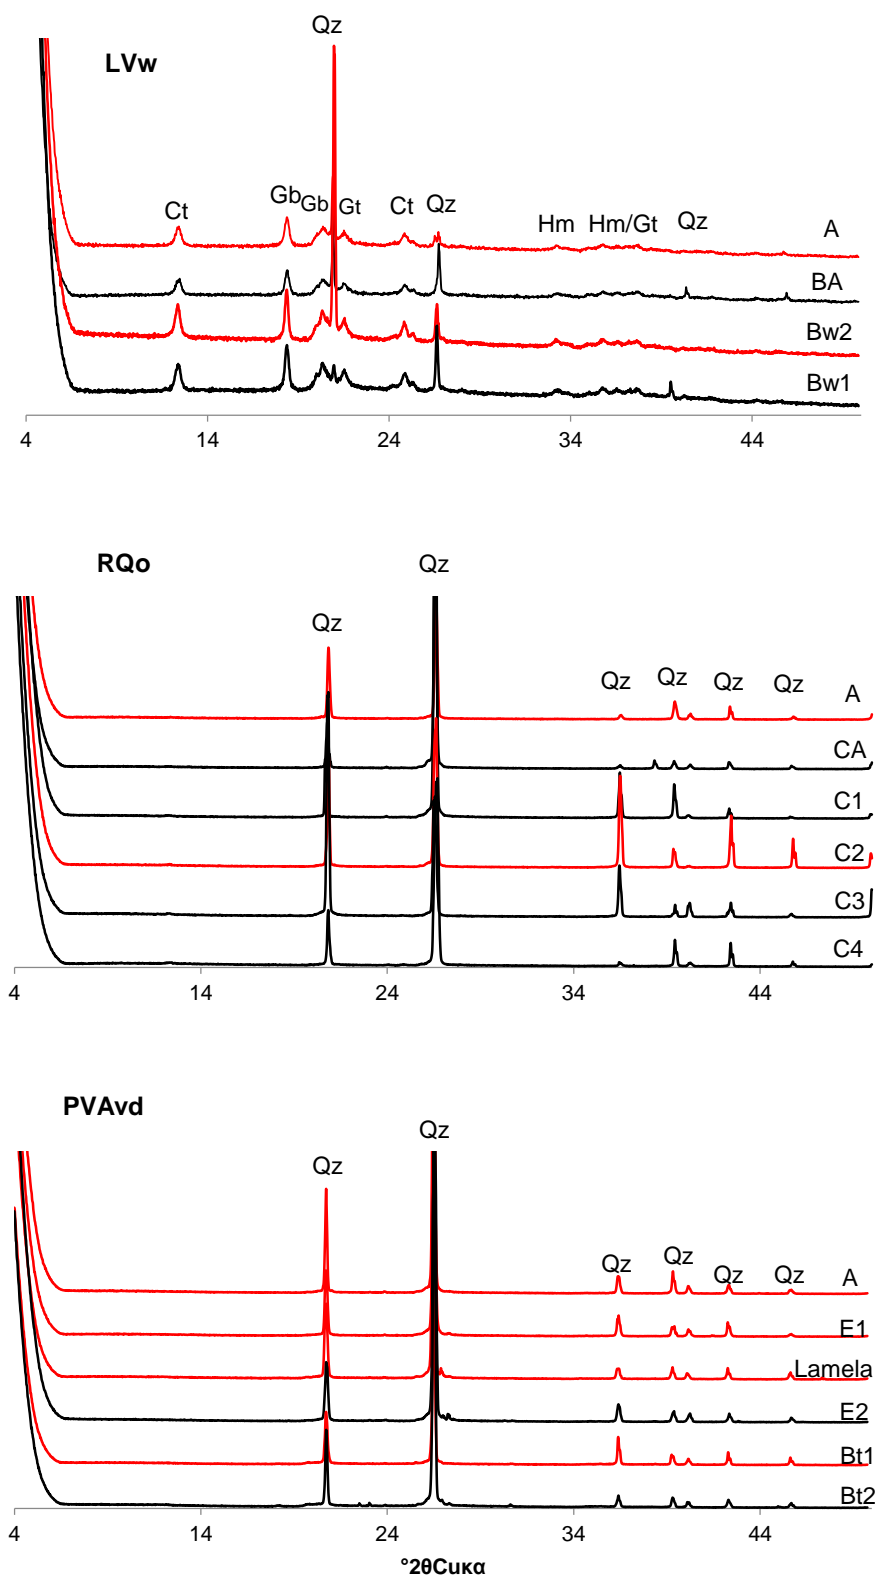 Qz
LVw
Ct
Gb
Gb
Gt
Ct
Qz
Hm
Hm/Gt
Qz
A
BA
Bw2
Bw1
4 14 24 34 44
RQo
Qz
Qz
Qz
Qz
Qz
Qz
A
CA
C1
C2
C3
C4
4 14 24 34 44
PVAvd
Qz
Qz
Qz
Qz
Qz
Qz
A
E1
Lamela
E2
Bt1
Bt2
4 14 24 34 44
°2θCuκα